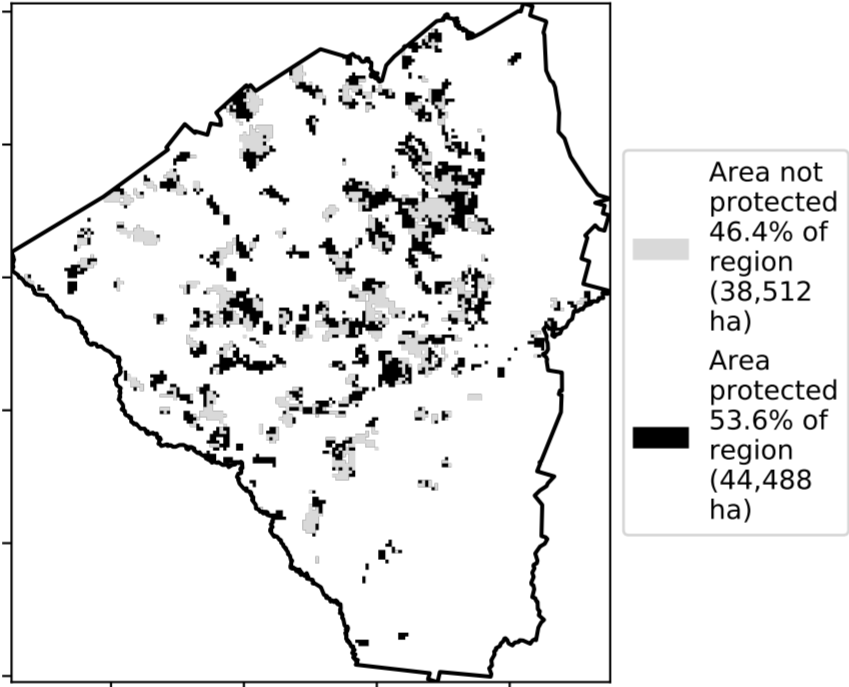 Area not
protected
46.4% of
region
(38,512
ha)
Area
protected
53.6% of
region
(44,488
ha)